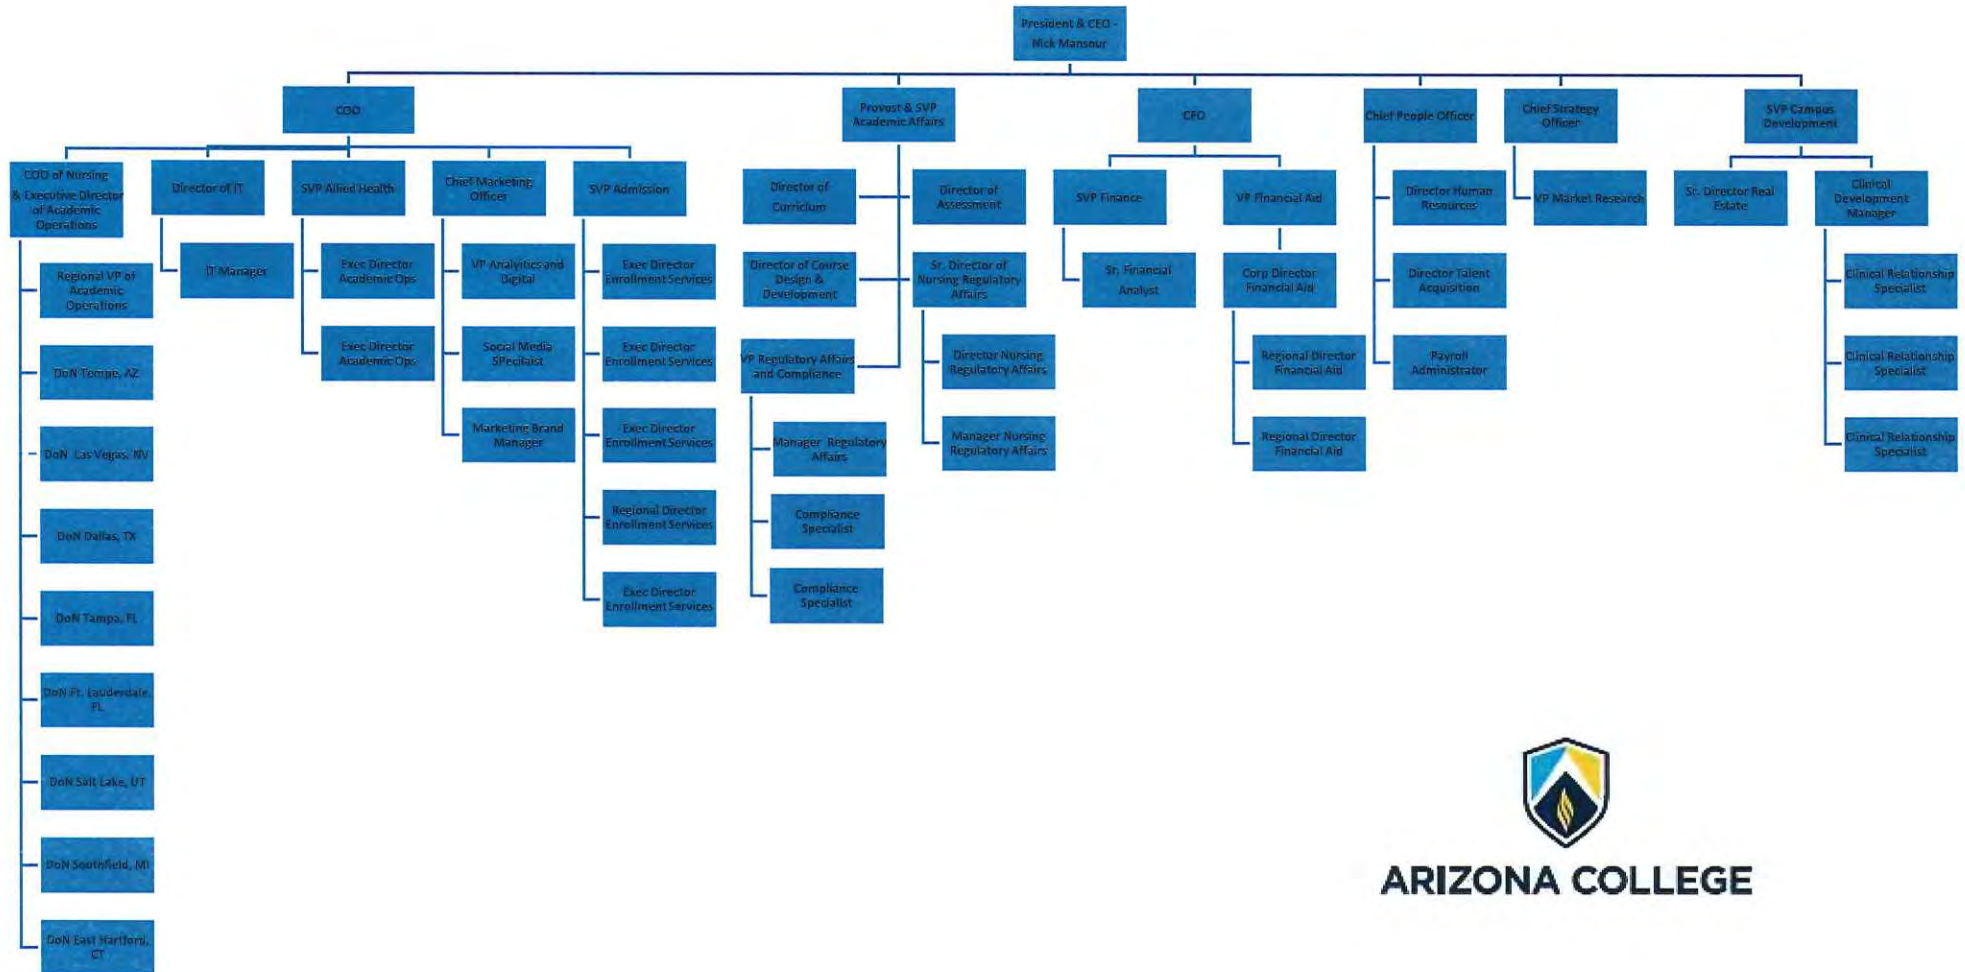 President & CEO -
Nick Mansour
COO
Provost & SVP
Academic Affairs
CFO
Chief People Officer
Chief Strategy
Officer
SVP Campus
Development
COO of Nursing
& Executive Director
of Academic
Operations
Director of IT
SVP Allied Health
Chief Marketing
Officer
SVP Admission
Director of
Curriclum
Director of
Assessment
SVP Finance
VP Financial Aid
Director Human
Resources
VP Market Research
Sr. Director Real
Estate
Clinical
Development
Manager
Regional VP of
Academic
Operations
IT Manager
Exec Director
Academic Ops
VP Analyitics and
Digital
Exec Director
Enrollment Services
Director of Course
Design &
Development
Sr. Director of
Nursing Regulatory
Affairs
Sr. Financial
Analyst
Corp Director
Financial Aid
Director Talent
Acquisition
Clinical Relationship
Specialist
DoN Tempe, AZ
Exec Director
Academic Ops
Social Media
SPecilaist
Exec Director
Enrollment Services
VP Regulatory Affairs
and Compliance
Director Nursing
Regulatory Affairs
Regional Director
Financial Aid
Payroll
Administrator
Clinical Relationship
Specialist
DoN Las Vegas, NV
Marketing Brand
Manager
Exec Director
Enrollment Services
Manager Regulatory
Affairs
Manager Nursing
Regulatory Affairs
Regional Director
Financial Aid
Clinical Relationship
Specialist
DoN Dallas, TX
Regional Director
Enrollment Services
Compliance
Specialist
DoN Tampa, FL
Exec Director
Enrollment Services
Compliance
Specialist
DoN Ft. Lauderdale,
FL
DoN Salt Lake, UT
DoN Southfield, MI
DoN East Hartford,
CT
ARIZONA COLLEGE